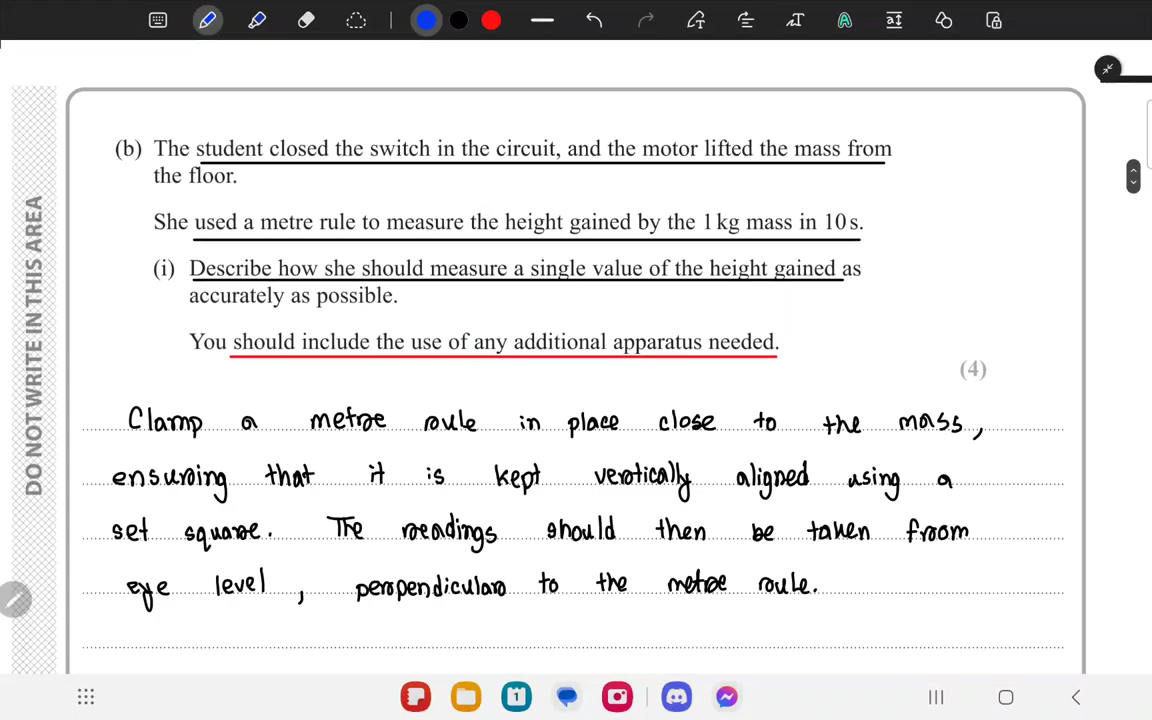 (b) The student closed the switch in the circuit, and the motor lifted the mass from
the floor.
She used a metre rule to measure the height gained by the 1 kg mass in 10 s.
(i) Describe how she should measure a single value of the height gained as
accurately as possible.
You should include the use of any additional apparatus needed.
(4)
DO NOT WRITE IN THIS AREA
Clamp a metre rule in place close to the mass,
ensuring that it is kept vertically aligned using a
set square. The readings should then be taken from
eye level, perpendicular to the metre rule.